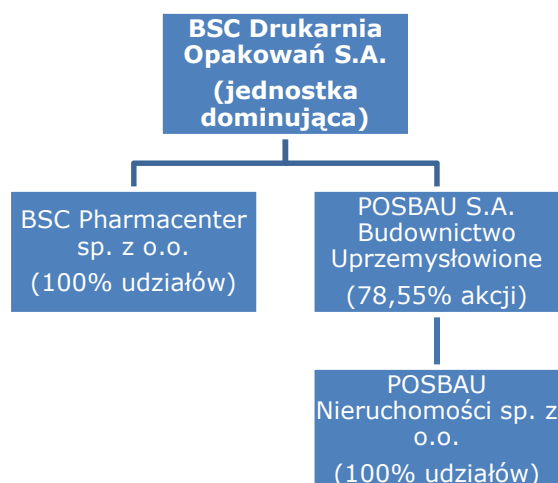 BSC Drukarnia
Opakowań S.A.
(jednostka
dominująca)
BSC Pharmacenter
sp. z o.o.
(100% udziałów)
POSBAU S.A.
Budownictwo
Uprzemysłowione
(78,55% akcji)
POSBAU
Nieruchomości sp. z
o.o.
(100% udziałów)